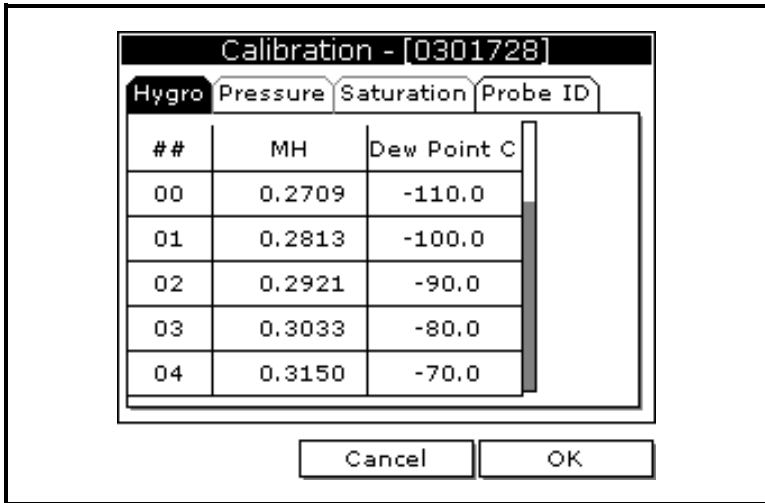 Calibration - [0301728]
Hygro Pressure Saturation Probe ID
## MH Dew Point C
00 0.2709 -110.0
01 0.2813 -100.0
02 0.2921 -90.0
03 0.3033 -80.0
04 0.3150 -70.0
Cancel OK